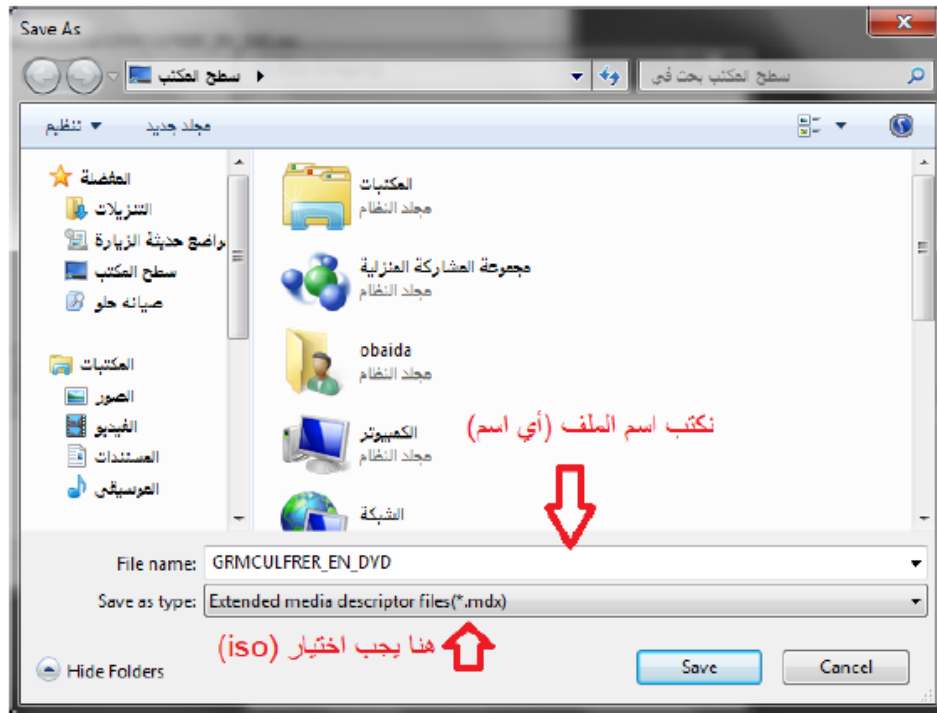 Save As
سطح المكتب
سطح المكتب بحث في
تنظيم
مجلد جديد
المفضلة
التنزيلات
راضع حديثة الزيارة
سطح المكتب
صيانه حلو
المكتبات
الصور
الفيديو
المستندات
الموسيقى
المكتبات
مجلد النظام
مجموعة المشاركة المنزلية
مجلد النظام
obaida
مجلد النظام
الكمبيوتر
مجلد النظام
الشبكة
نكتب اسم الملف (أي اسم)
File name: GRMCULFRER_EN_DVD
Save as type: Extended media descriptor files(*.mdx)
هنا يجب اختيار (iso)
Hide Folders
Save
Cancel